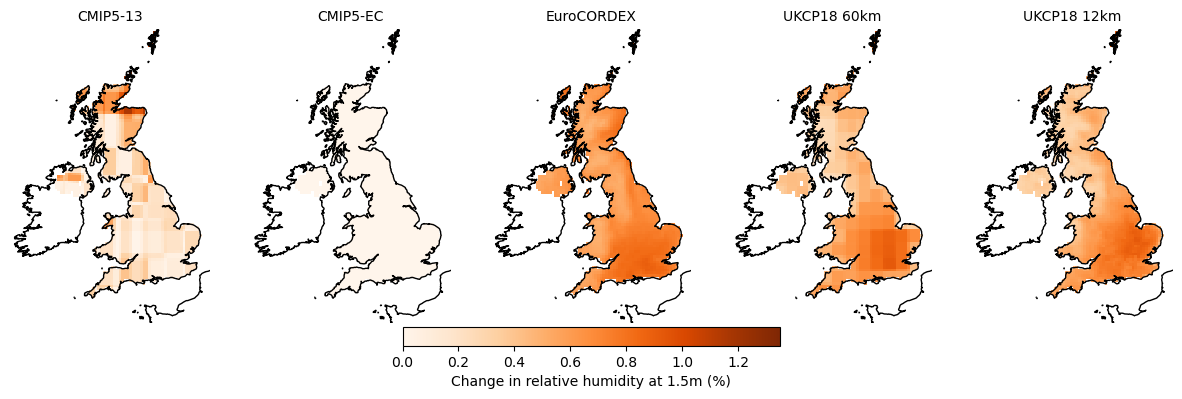 CMIP5-13 CMIP5-EC EuroCORDEX UKCP18 60km UKCP18 12km
0.0 0.2 0.4 0.6 0.8 1.0 1.2
Change in relative humidity at 1.5m (%)